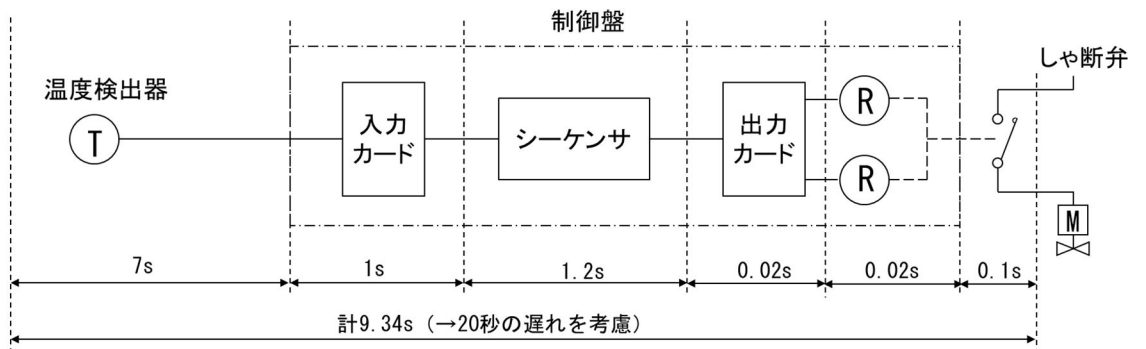 制御盤
しゃ断弁
温度検出器
T
入力
カード
シーケンサ
出力
カード
R
R
M
7s
1s
1.2s
0.02s
0.02s
0.1s
計9.34s（→20秒の遅れを考慮）